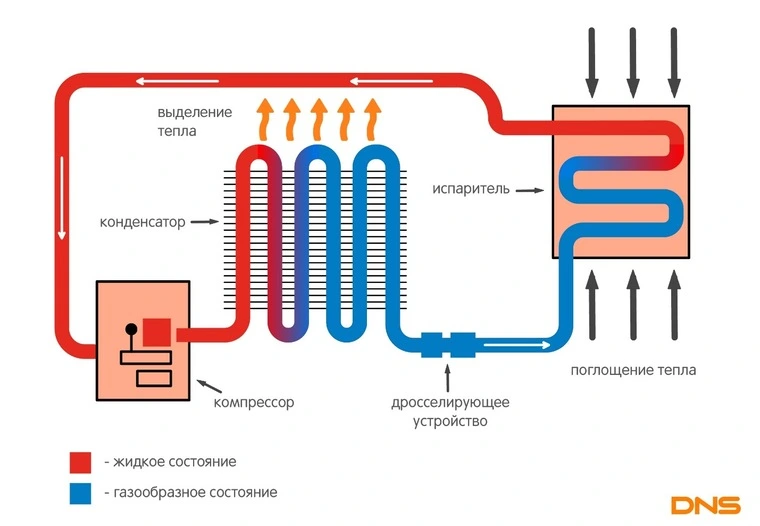 выделение
тепла
испаритель
конденсатор
поглощение тепла
компрессор
дросселирующее
устройство
- жидкое состояние
- газообразное состояние
DNS